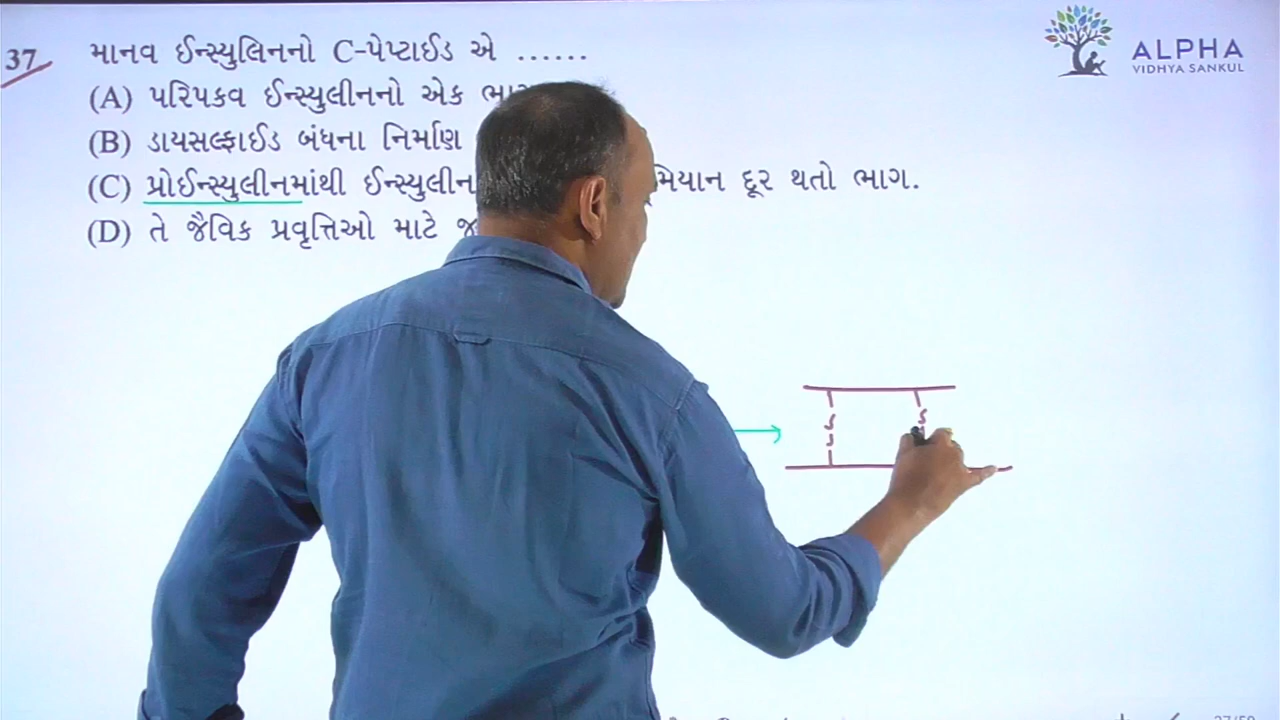 37 માનવ ઈન્સ્યુલિનનો C-પેપ્ટાઈડ એ ......
(A) પરિપકવ ઈન્સ્યુલીનનો એક
(B) ડાયસલ્ફાઈડ બંધના નિર્માણ
(C) પ્રોઈન્સ્યુલીનમાંથી ઈન્સ્યુલીન દૂર થતો ભાગ.
(D) તે જૈવિક પ્રવૃત્તિઓ માટે
ALPHA
VIDHYA SANKUL